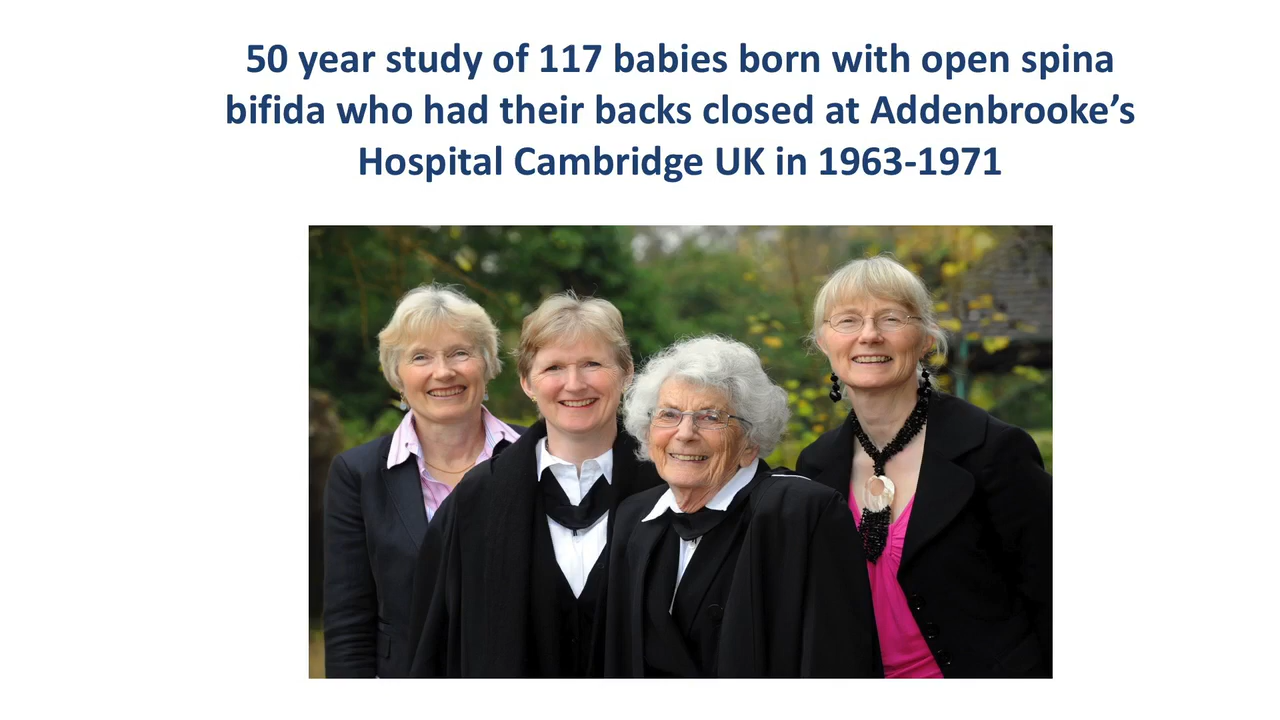 50 year study of 117 babies born with open spina
bifida who had their backs closed at Addenbrooke’s
Hospital Cambridge UK in 1963-1971